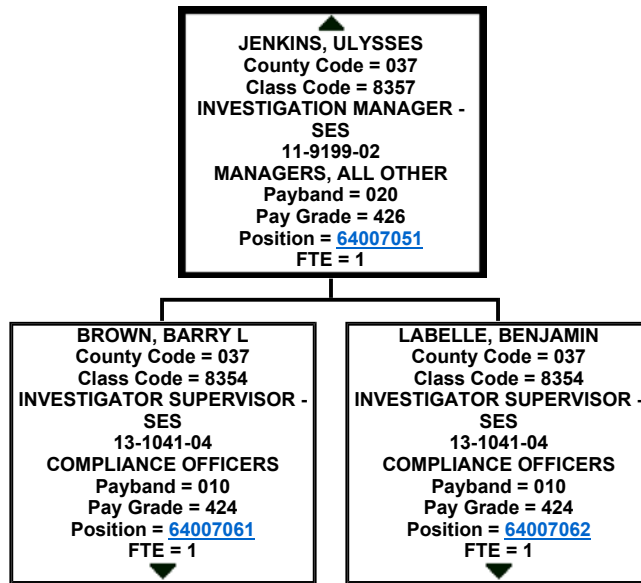 JENKINS, ULYSSES
County Code = 037
Class Code = 8357
INVESTIGATION MANAGER -
SES
11-9199-02
MANAGERS, ALL OTHER
Payband = 020
Pay Grade = 426
Position = 64007051
FTE = 1
BROWN, BARRY L
County Code = 037
Class Code = 8354
INVESTIGATOR SUPERVISOR -
SES
13-1041-04
COMPLIANCE OFFICERS
Payband = 010
Pay Grade = 424
Position = 64007061
FTE = 1
LABELLE, BENJAMIN
County Code = 037
Class Code = 8354
INVESTIGATOR SUPERVISOR -
SES
13-1041-04
COMPLIANCE OFFICERS
Payband = 010
Pay Grade = 424
Position = 64007062
FTE = 1